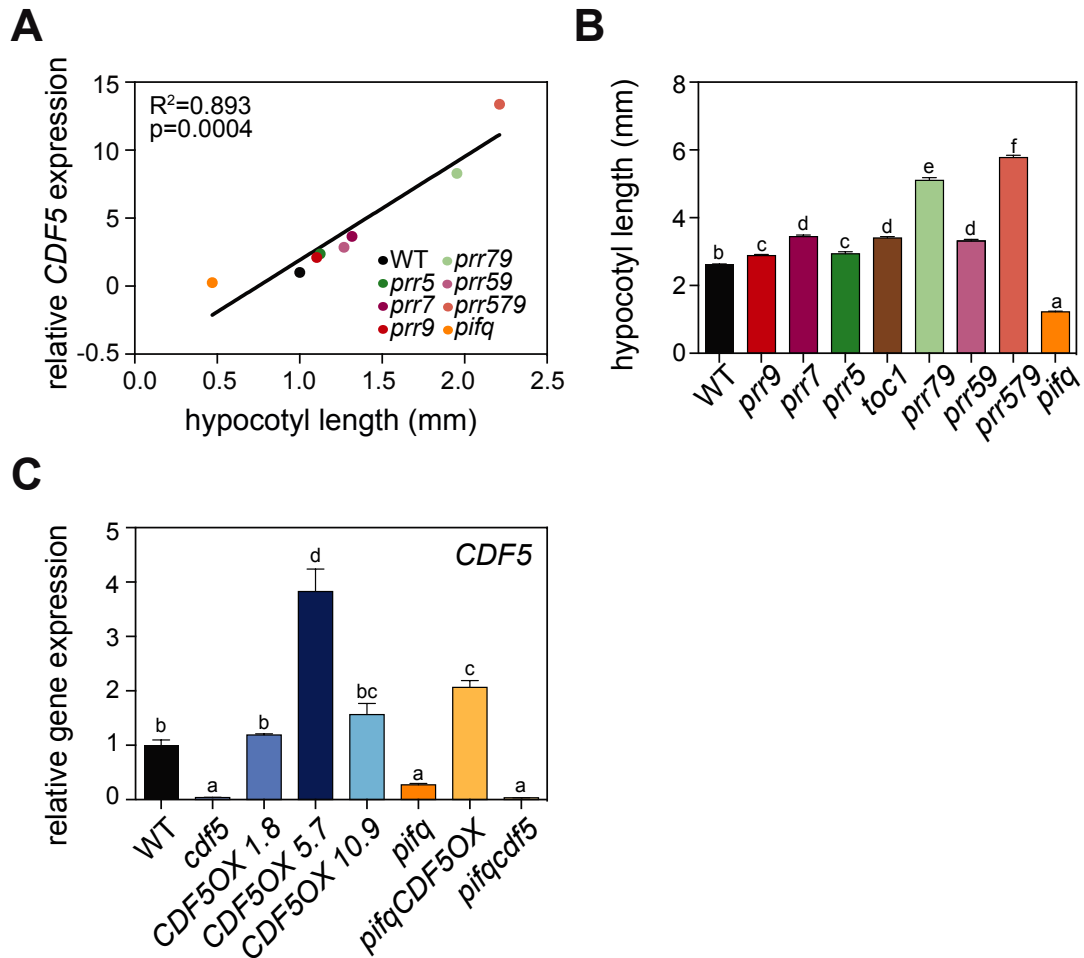 A
relative CDF5 expression
15
10
5
0
-0.5
R²=0.893
p=0.0004
WT
prr5
prr7
prr9
prr79
prr59
prr579
pifq
0.0
0.5
1.0
1.5
2.0
2.5
hypocotyl length (mm)
B
hypocotyl length (mm)
8
6
4
2
0
b
c
d
c
d
e
d
f
a
WT
prr9
prr7
prr5
toc1
prr79
prr59
prr579
pifq
C
relative gene expression
5
4
3
2
1
0
CDF5
b
a
b
d
bc
a
c
a
WT
cdf5
CDF5OX 1.8
CDF5OX 5.7
CDF5OX 10.9
pifq
pifqCDF5OX
pifqcdf5